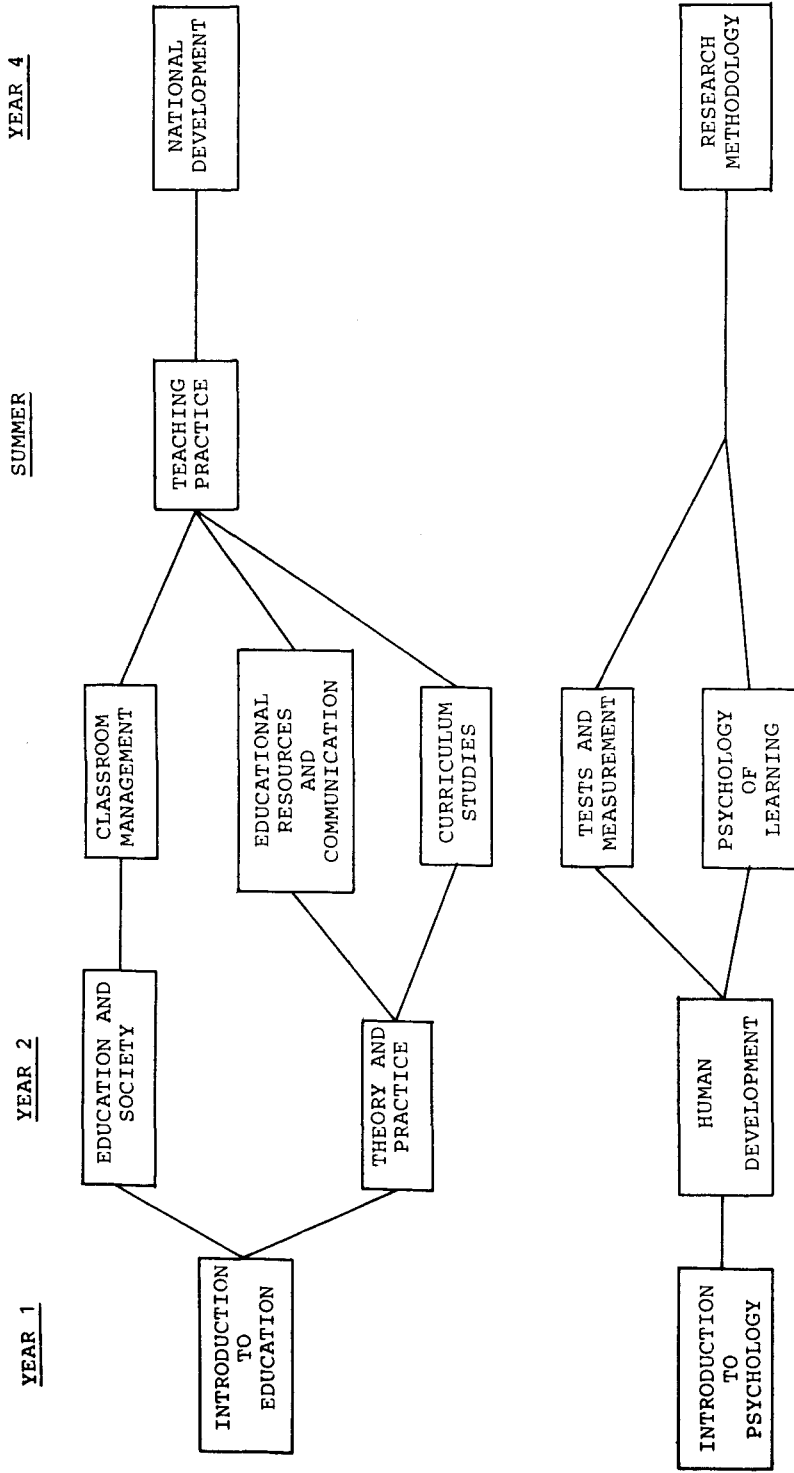 YEAR 1
YEAR 2
SUMMER
YEAR 4
INTRODUCTION
TO
EDUCATION
EDUCATION AND
SOCIETY
THEORY AND
PRACTICE
CLASSROOM
MANAGEMENT
EDUCATIONAL
RESOURCES
AND
COMMUNICATION
CURRICULUM
STUDIES
TEACHING
PRACTICE
NATIONAL
DEVELOPMENT
INTRODUCTION
TO
PSYCHOLOGY
HUMAN
DEVELOPMENT
TESTS AND
MEASUREMENT
PSYCHOLOGY
OF
LEARNING
RESEARCH
METHODOLOGY